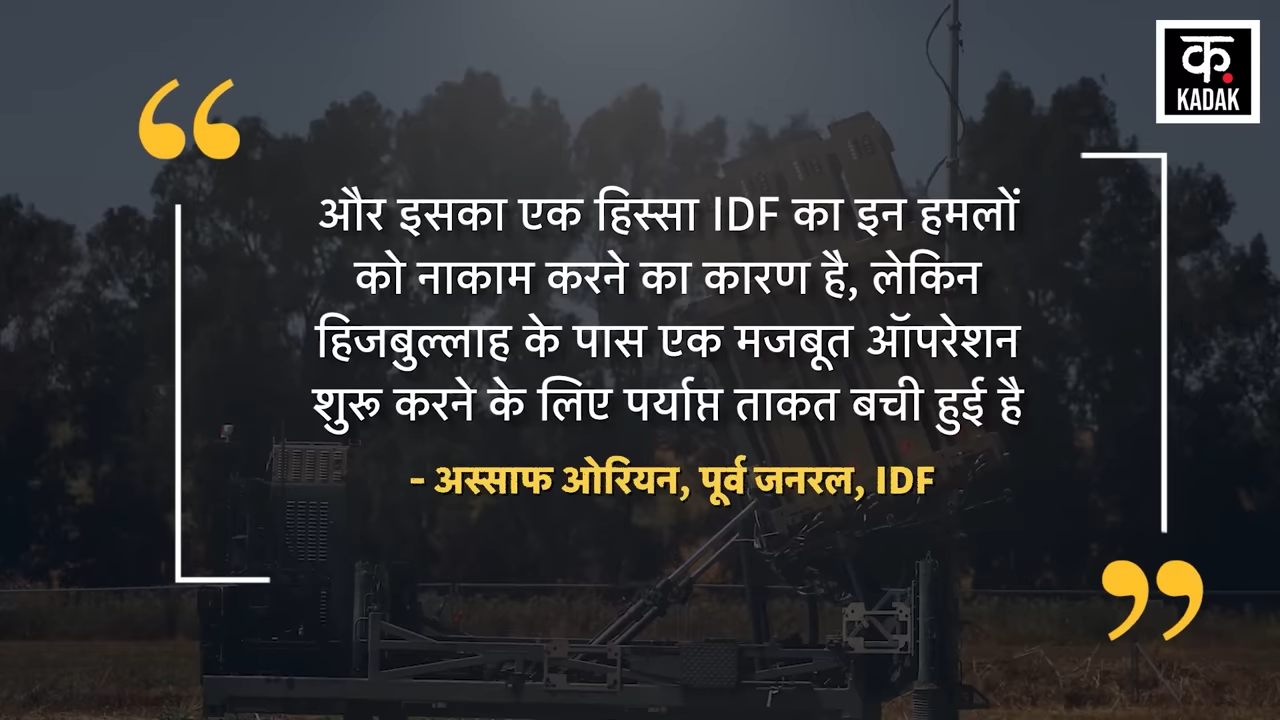 क.
KADAK
“
और इसका एक हिस्सा IDF का इन हमलों
को नाकाम करने का कारण है, लेकिन
हिजबुल्लाह के पास एक मजबूत ऑपरेशन
शुरू करने के लिए पर्याप्त ताकत बची हुई है
- अस्साफ ओरियन, पूर्व जनरल, IDF
”